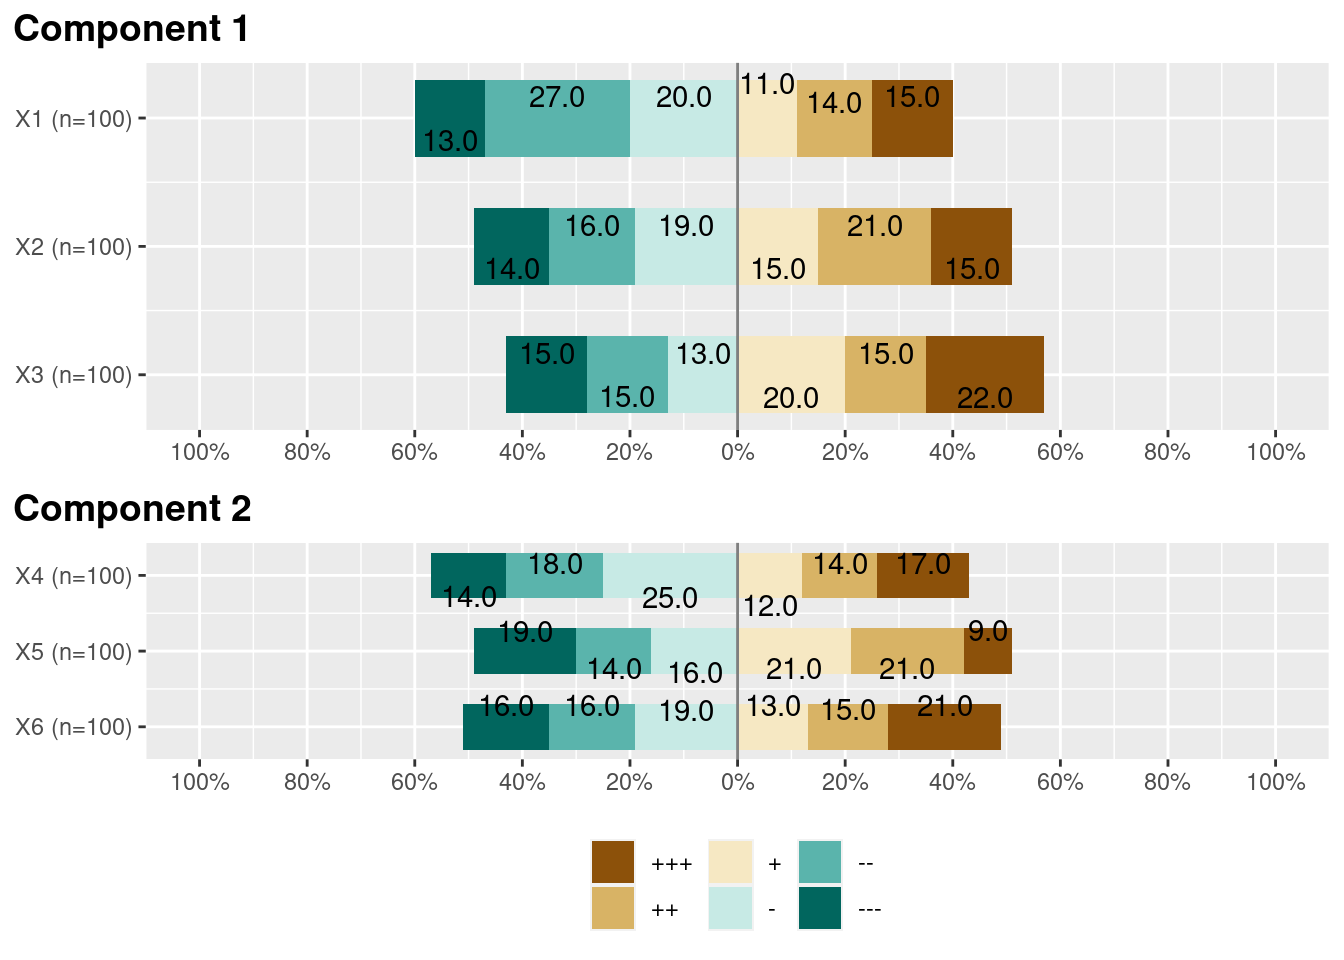 Component 1
X1 (n=100) 13.0 27.0 20.0 11.0 14.0 15.0
X2 (n=100) 14.0 16.0 19.0 15.0 21.0 15.0
X3 (n=100) 15.0 15.0 13.0 20.0 15.0 22.0
100% 80% 60% 40% 20% 0% 20% 40% 60% 80% 100%
Component 2
X4 (n=100) 14.0 18.0 25.0 12.0 14.0 17.0
X5 (n=100) 19.0 14.0 16.0 21.0 21.0 9.0
X6 (n=100) 16.0 16.0 19.0 13.0 15.0 21.0
100% 80% 60% 40% 20% 0% 20% 40% 60% 80% 100%
+++ + --
++ - ---